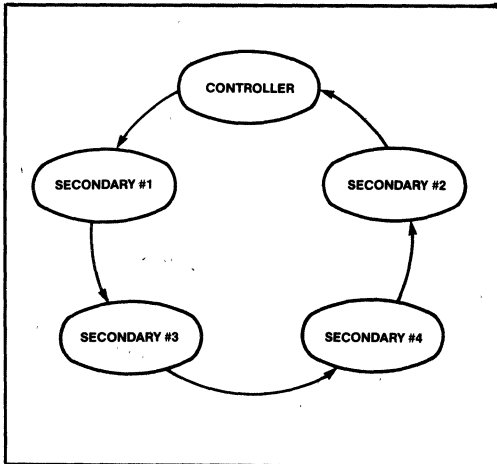 CONTROLLER
SECONDARY #1
SECONDARY #2
SECONDARY #3
SECONDARY #4